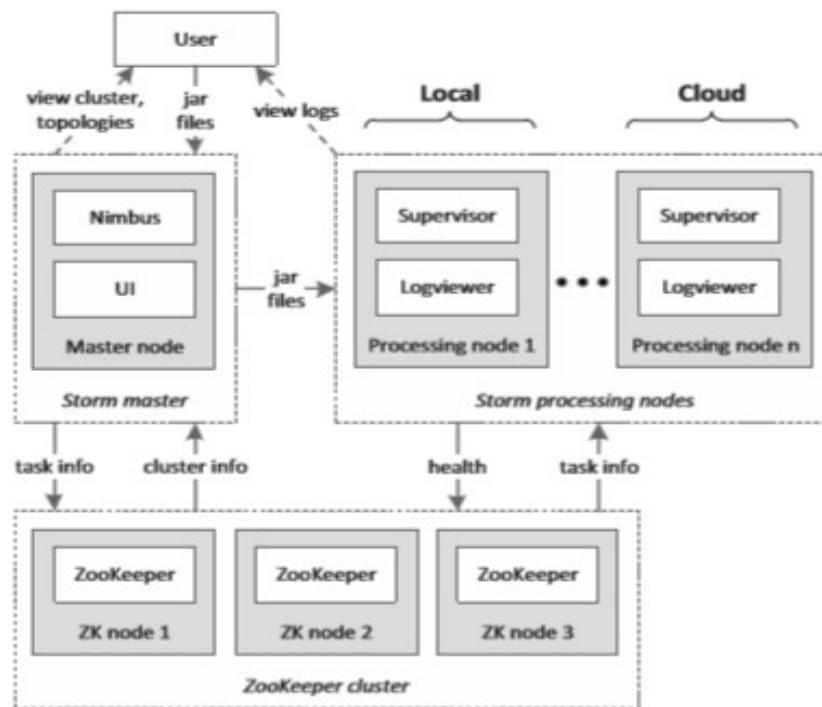 User
view cluster,
topologies
jar
files
view logs
Local
Cloud
Nimbus
UI
Master node
Storm master
jar
files
Supervisor
Logviewer
Processing node 1
Supervisor
Logviewer
Processing node n
Storm processing nodes
task info
cluster info
health
task info
ZooKeeper
ZK node 1
ZooKeeper
ZK node 2
ZooKeeper
ZK node 3
ZooKeeper cluster